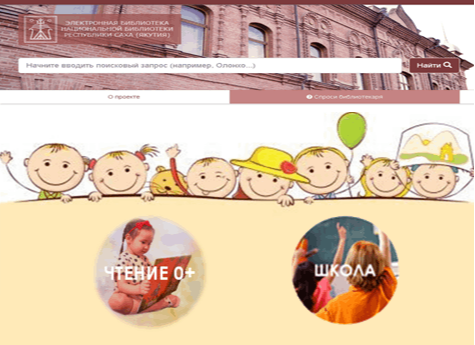 ЭЛЕКТРОННАЯ БИБЛИОТЕКА
НАЦИОНАЛЬНОЙ БИБЛИОТЕКИ
РЕСПУБЛИКИ САХА (ЯКУТИЯ)
Начните вводить поисковый запрос (например, Олонхо...)
Найти
О проекте
Спроси библиотекаря
ЧТЕНИЕ 0+
ШКОЛА